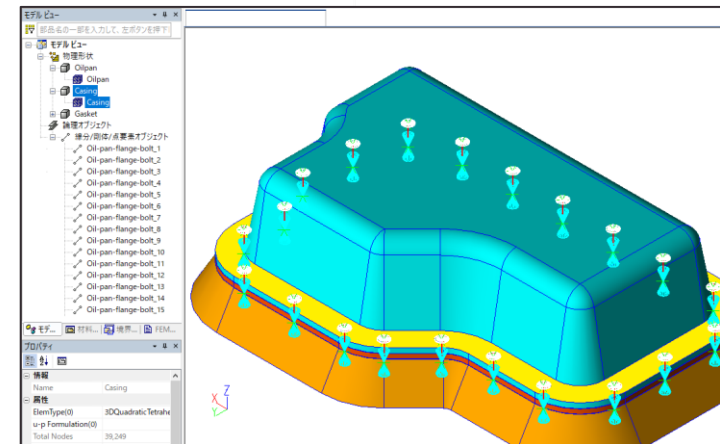 モデル ビュー
部品名の一部を入力して、左ボタンを押下
モデル ビュー
物理形状
Oilpan
Oilpan
Casing
Casing
Gasket
論理オブジェクト
線分/剛体/点要素オブジェクト
Oil-pan-flange-bolt_1
Oil-pan-flange-bolt_2
Oil-pan-flange-bolt_3
Oil-pan-flange-bolt_4
Oil-pan-flange-bolt_5
Oil-pan-flange-bolt_6
Oil-pan-flange-bolt_7
Oil-pan-flange-bolt_8
Oil-pan-flange-bolt_9
Oil-pan-flange-bolt_10
Oil-pan-flange-bolt_11
Oil-pan-flange-bolt_12
Oil-pan-flange-bolt_13
Oil-pan-flange-bolt_14
Oil-pan-flange-bolt_15
モデ... 材料... 境界... FEM...
プロパティ
情報
Name Casing
属性
ElemType(0) 3DQuadraticTetrahe
u-p Formulation(0)
Total Nodes 39,249
X Y Z